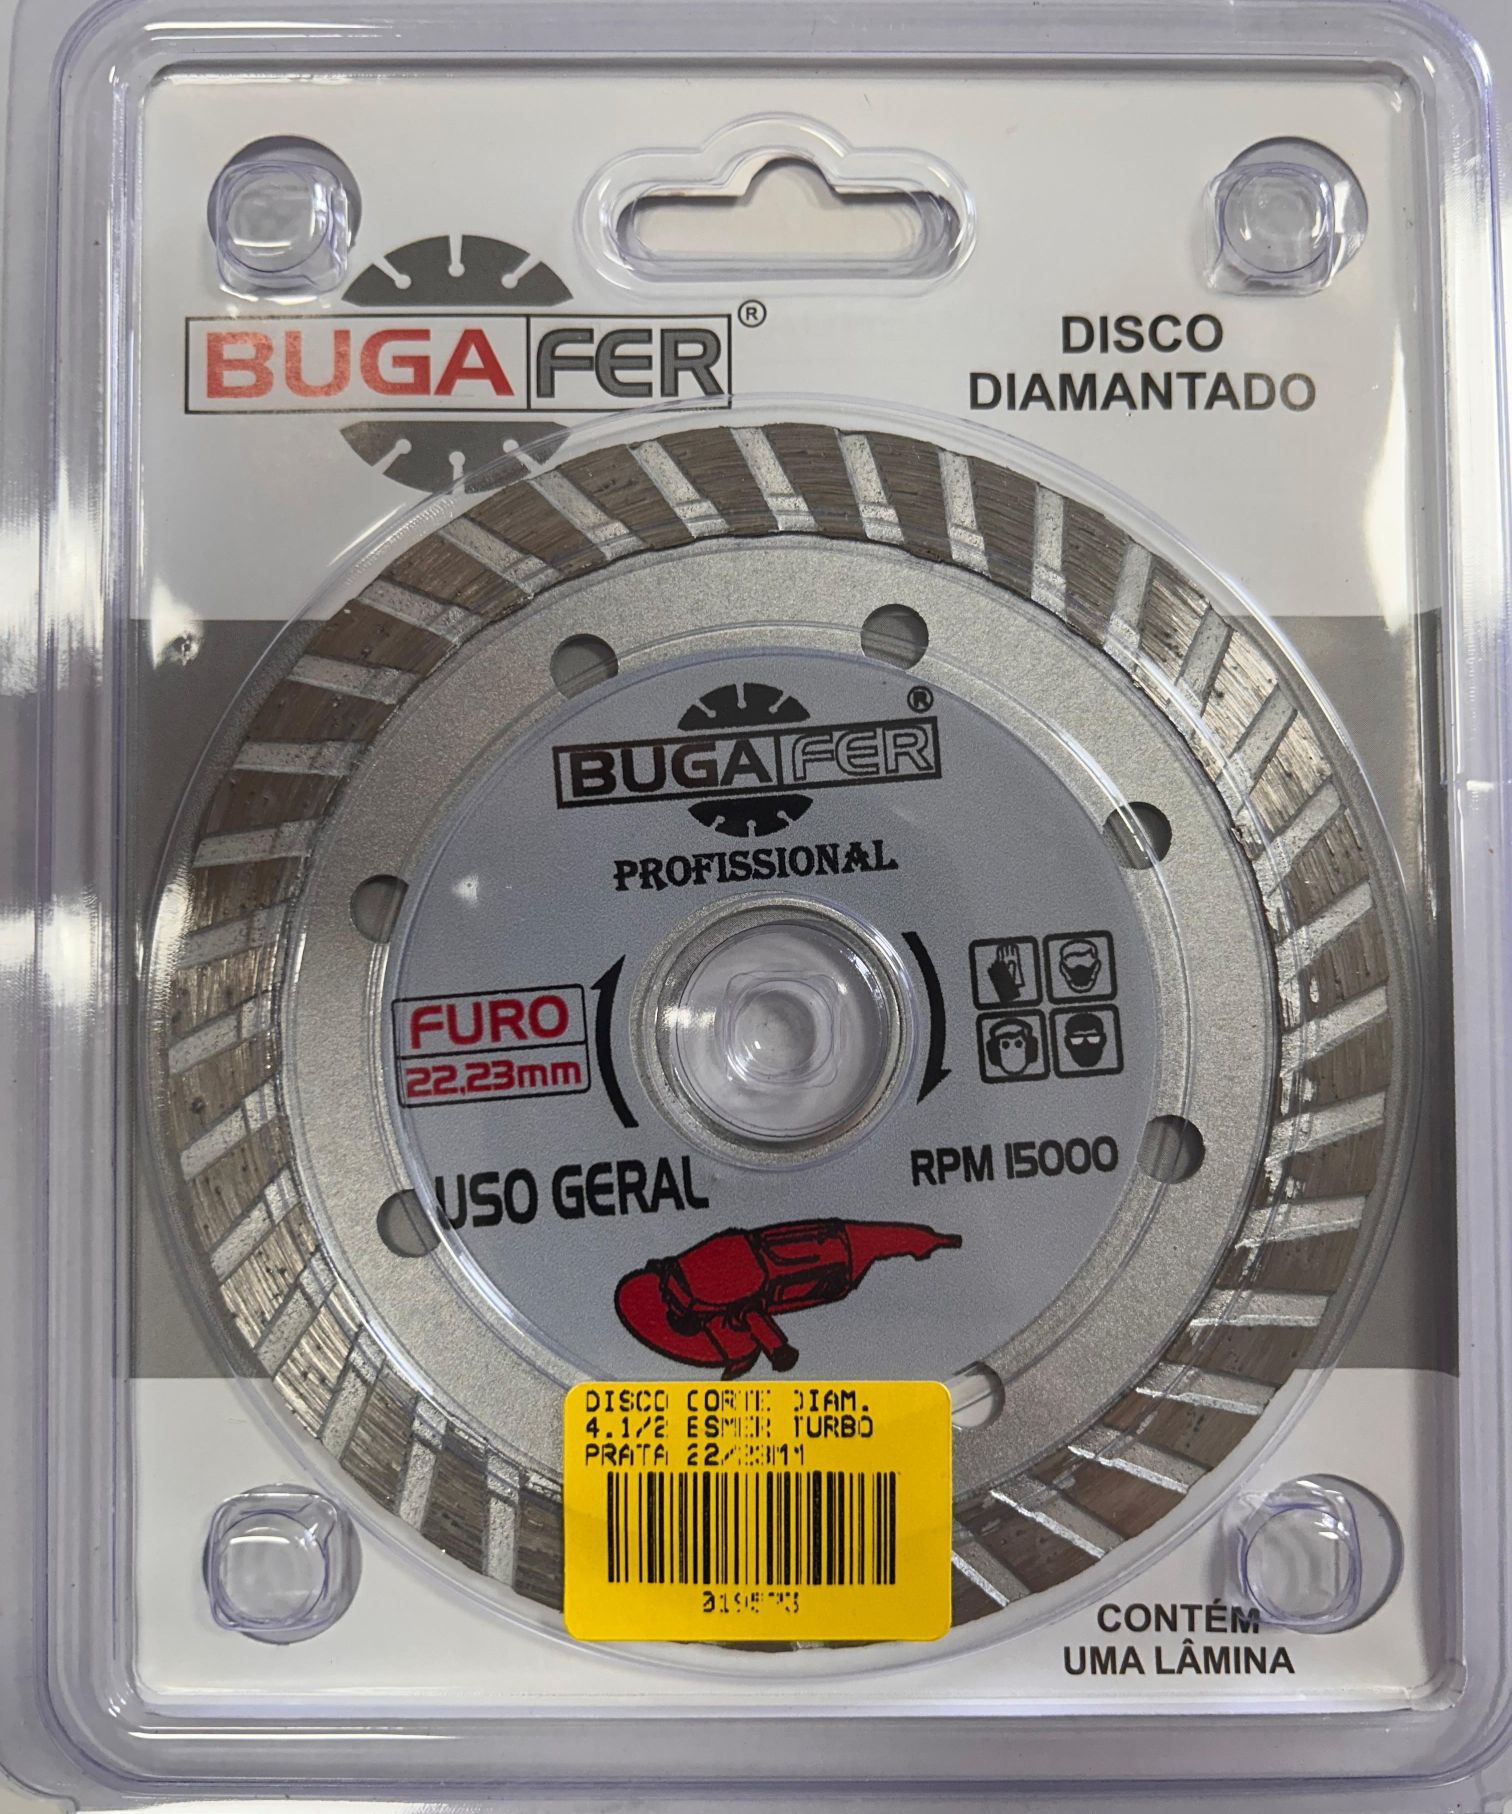 BUGAFER®
DISCO
DIAMANTADO
BUGAFER®
PROFISSIONAL
FURO
22,23mm
USO GERAL
RPM 15000
DISCO CORTE DIAM.
4.1/2 ESMER TURBO
PRATA
CONTÉM
UMA LÂMINA